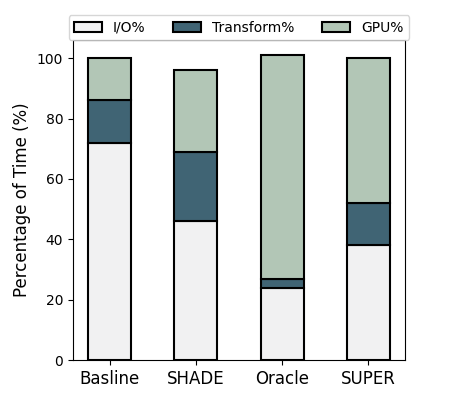 I/O% Transform% GPU%
100
80
60
40
20
0
Percentage of Time (%)
Basline SHADE Oracle SUPER